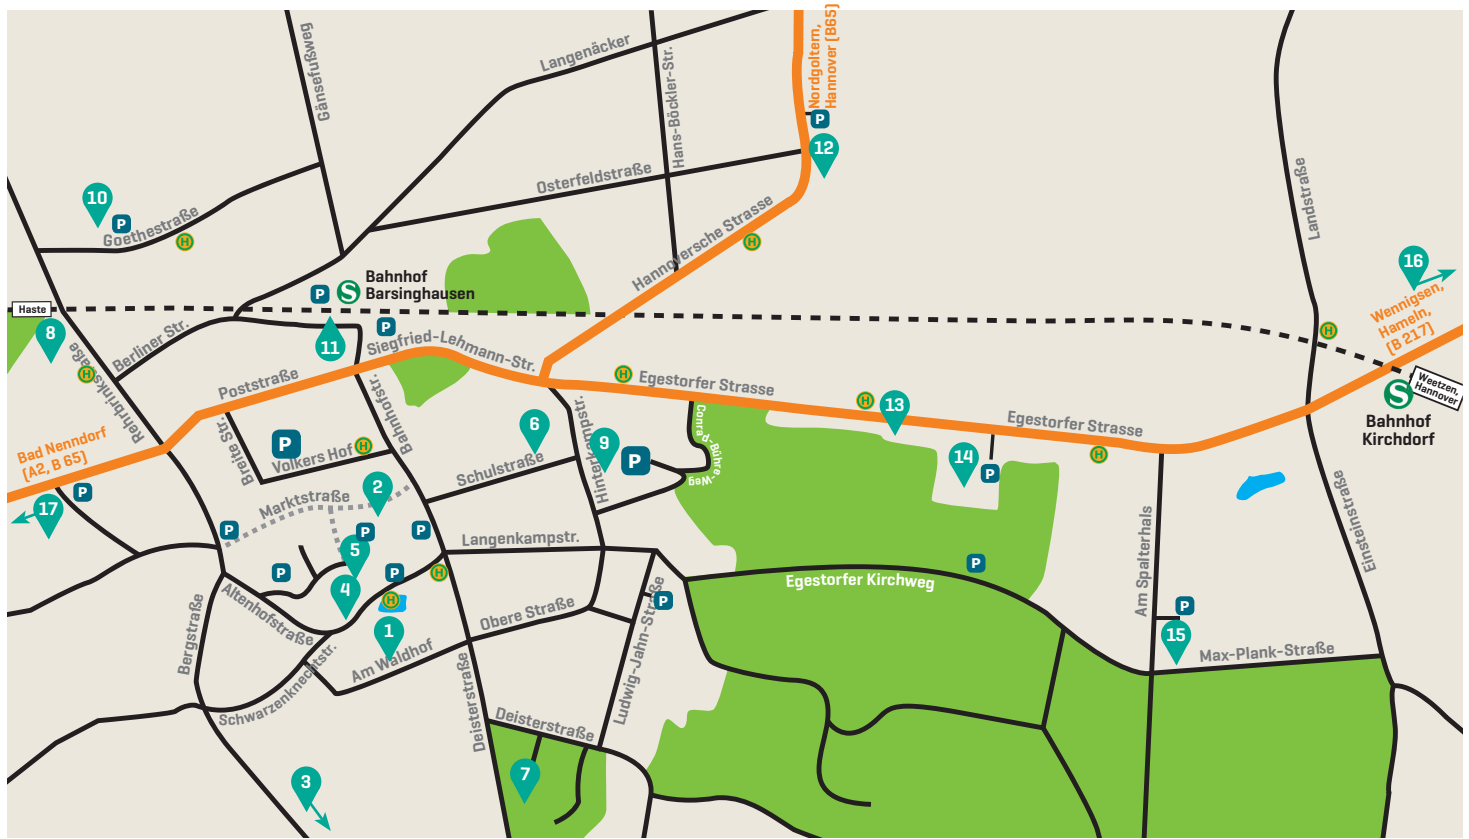 Gänsefußweg
Langenäcker
Hans-Böckler-Str.
Nordgoltern,
Hannover (B65)
P
12
Osterfeldstraße
Landstraße
10
P
Goethestraße
H
Hannoversche Strasse
H
16
Wennigsen,
Hameln,
(B 217)
Bahnhof
Barsinghausen
P
S
Haste
8
H
Rehrbrinkstraße
Berliner Str.
11
P
Siegfried-Lehmann-Str.
H
Weetzen,
Hannover
S
Bahnhof
Kirchdorf
Poststraße
H
Egestorfer Strasse
H
13
Egestorfer Strasse
H
Bad Nenndorf
(A2, B 65)
Breite Str.
P
Volkers Hof
H
Bahnhofstr.
6
Schulstraße
Hinterkampstr.
9
P
Conrad-Bühre-Weg
14
P
17
P
Marktstraße
2
P
P
P
5
Langenkampstr.
P
P
H
4
H
1
Altenhofstraße
Bergstraße
Am Waldhof
Obere Straße
Schwarzenknechtstr.
Deisterstraße
Ludwig-Jahn-Straße
P
Egestorfer Kirchweg
P
Am Spalterhals
P
15
Max-Plank-Straße
Einsteinstraße
Deisterstraße
7
3